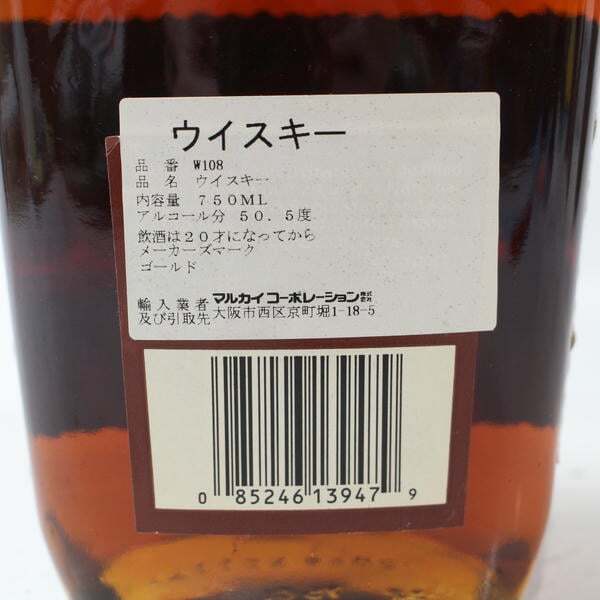 ウイスキー
品 番 W108
品 名 ウイスキー
内容量 750ML
アルコール分 50.5度
飲酒は20才になってから
メーカーズマーク
ゴールド
輸入業者 マルカイコーポレーション株式会社
及び引取先 大阪市西区京町堀1-18-5
0 85246 13947 9